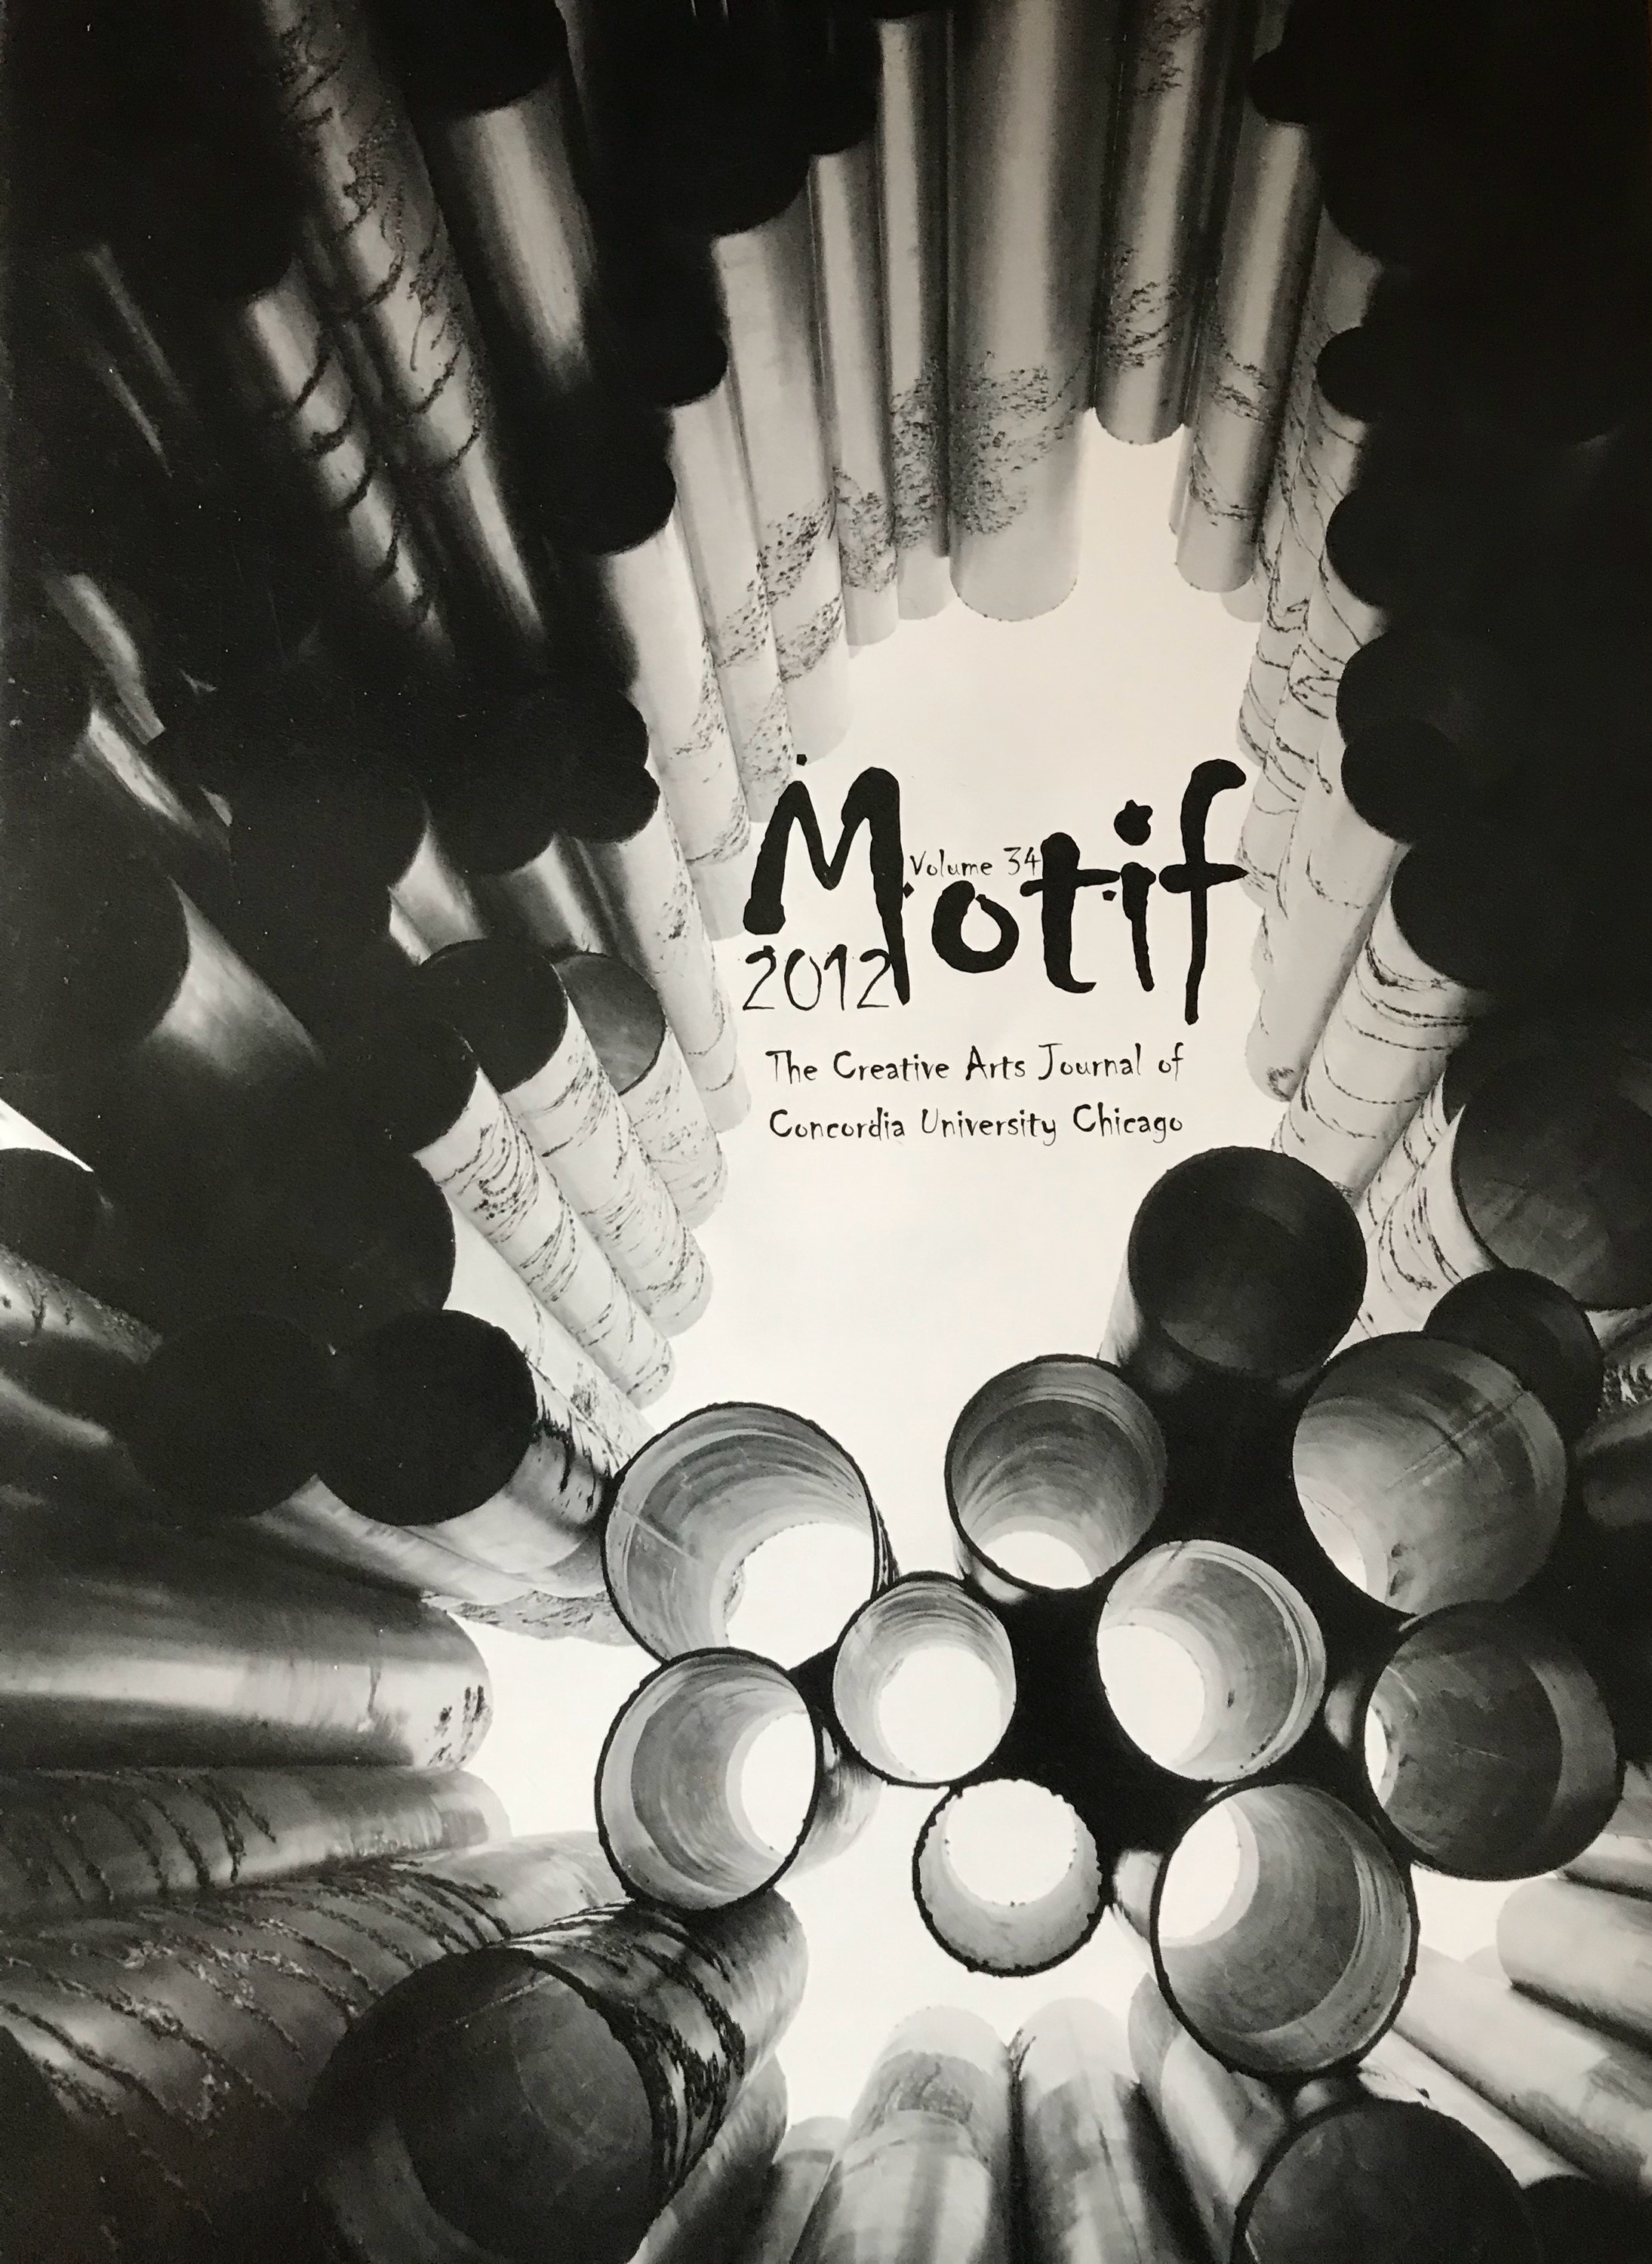 Motif
Volume 34
2012
The Creative Arts Journal of
Concordia University Chicago